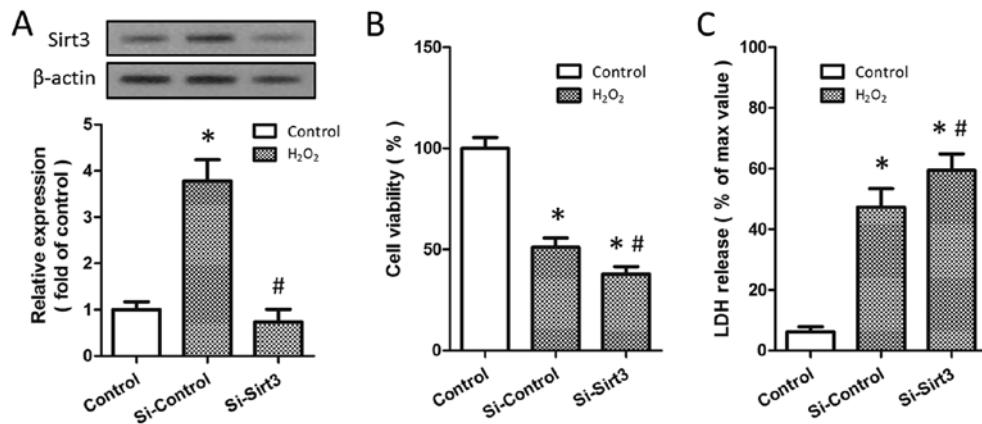 A
Sirt3
β-actin
Relative expression
( fold of control)
5
4
3
2
1
0
Control
H₂O₂
*
#
Control
Si-Control
Si-Sirt3
B
Cell viability ( % )
150
100
50
0
Control
H₂O₂
*
* #
Control
Si-Control
Si-Sirt3
C
LDH release ( % of max value)
100
80
60
40
20
0
Control
H₂O₂
*
* #
Control
Si-Control
Si-Sirt3